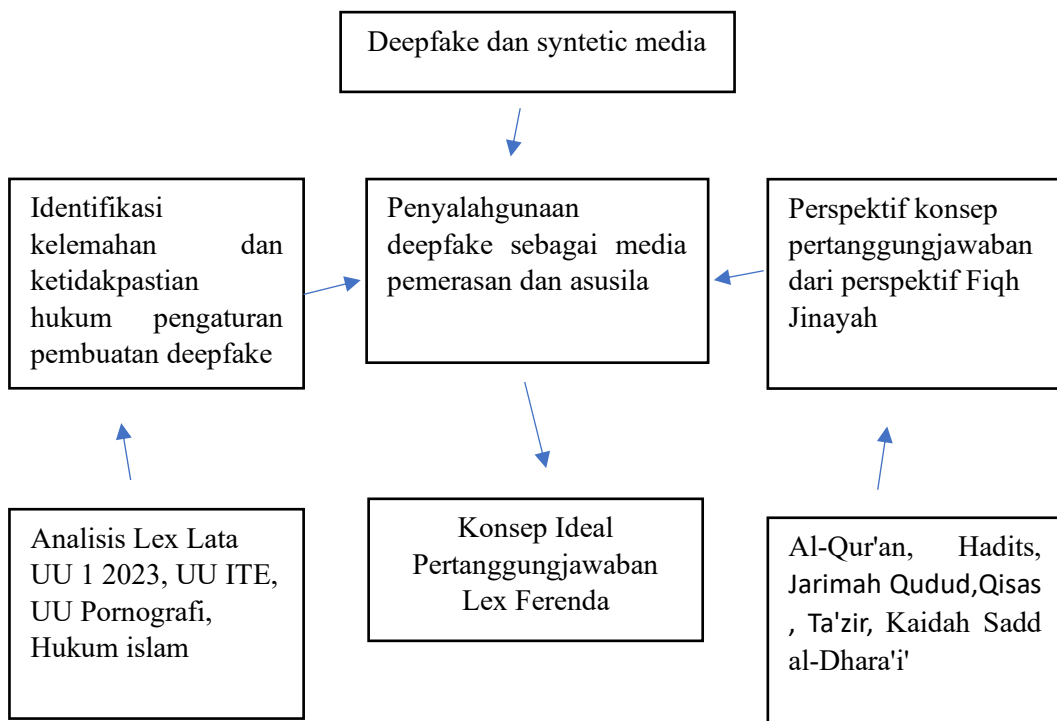 Deepfake dan syntetic media
Identifikasi
kelemahan dan
ketidakpastian
hukum pengaturan
pembuatan deepfake
Penyalahgunaan
deepfake sebagai media
pemerasan dan asusila
Perspektif konsep
pertanggungjawaban
dari perspektif Fiqh
Jinayah
Analisis Lex Lata
UU 1 2023, UU ITE,
UU Pornografi,
Hukum islam
Konsep Ideal
Pertanggungjawaban
Lex Ferenda
Al-Qur'an, Hadits,
Jarimah Qudud,Qisas
, Ta'zir, Kaidah Sadd
al-Dhara'i'